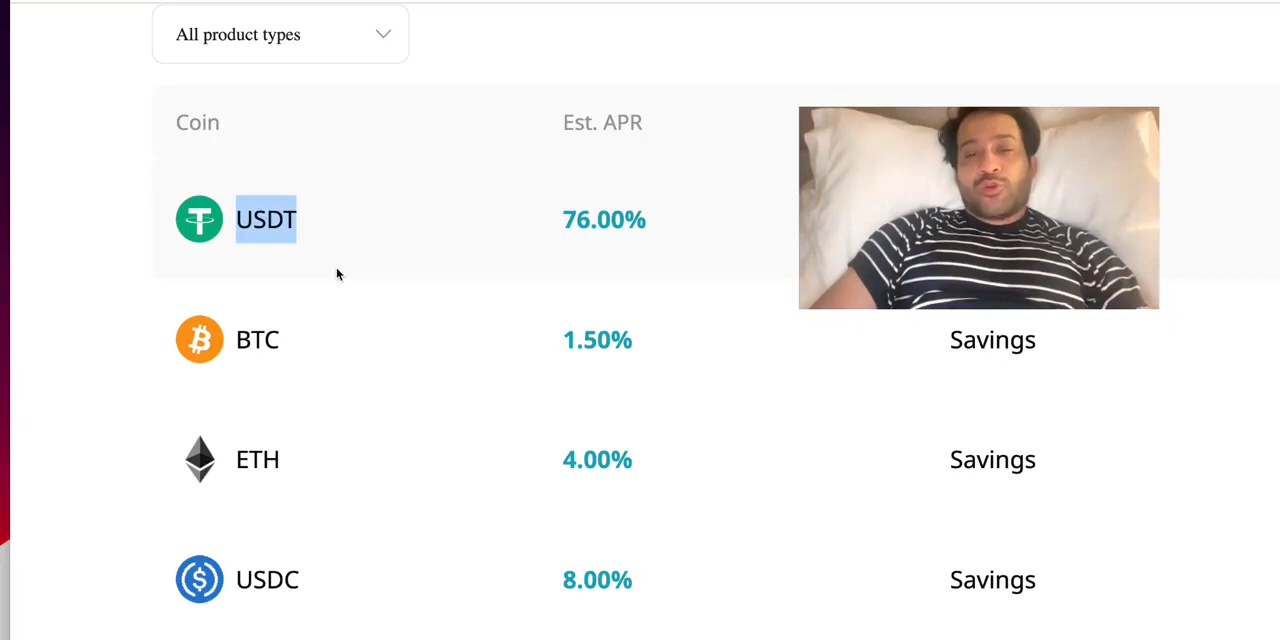 All product types
Coin Est. APR
USDT 76.00%
BTC 1.50% Savings
ETH 4.00% Savings
USDC 8.00% Savings